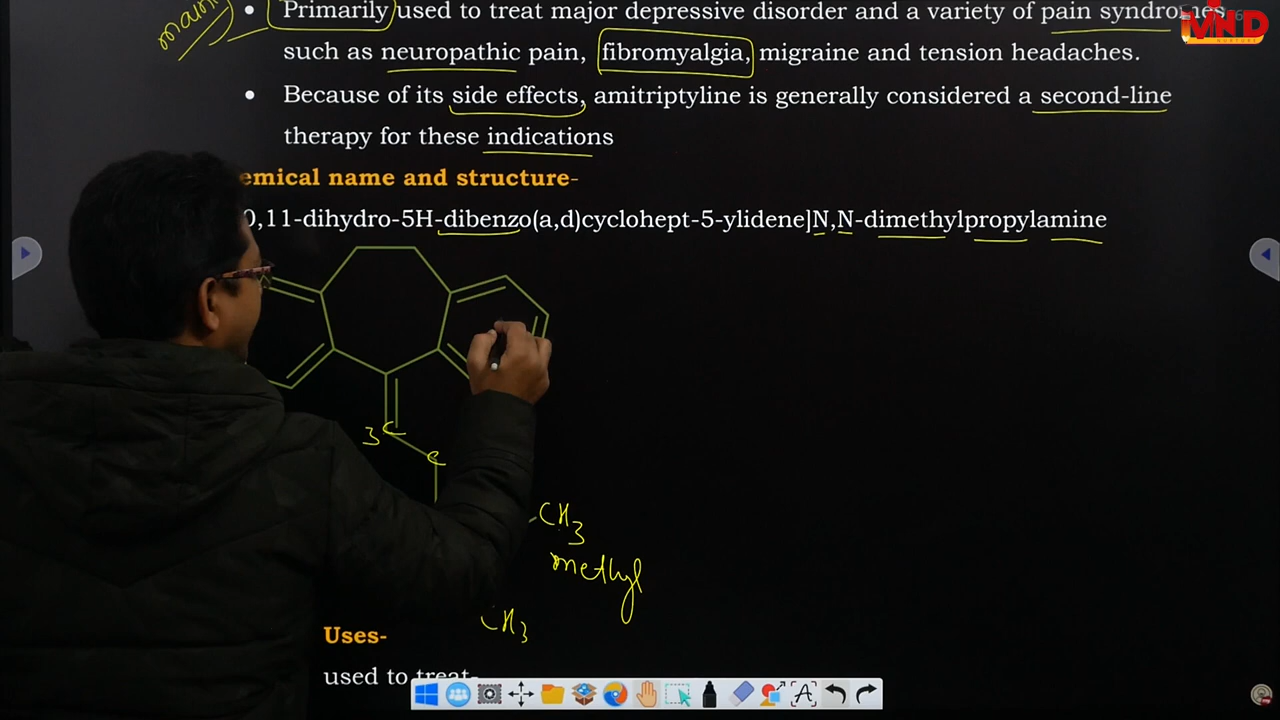 • Primarily used to treat major depressive disorder and a variety of pain syndromes
such as neuropathic pain, fibromyalgia, migraine and tension headaches.
• Because of its side effects, amitriptyline is generally considered a second-line
therapy for these indications
emical name and structure-
0,11-dihydro-5H-dibenzo(a,d)cyclohept-5-ylidene]N,N-dimethylpropylamine
3 C
C
CH3
methyl
CH3
Uses-
used to treat-